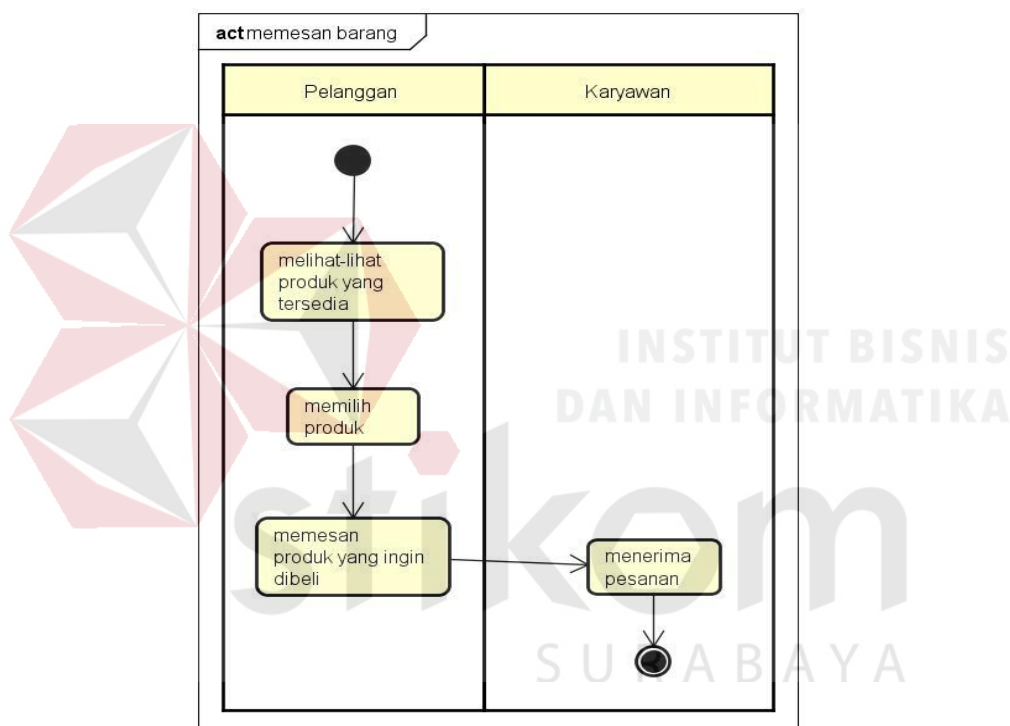 act memesan barang
Pelanggan
Karyawan
melihat-lihat
produk yang
tersedia
memilih
produk
memesan
produk yang ingin
dibeli
menerima
pesanan
INSTITUT BISNIS
DAN INFORMATIKA
stikom
SURABAYA